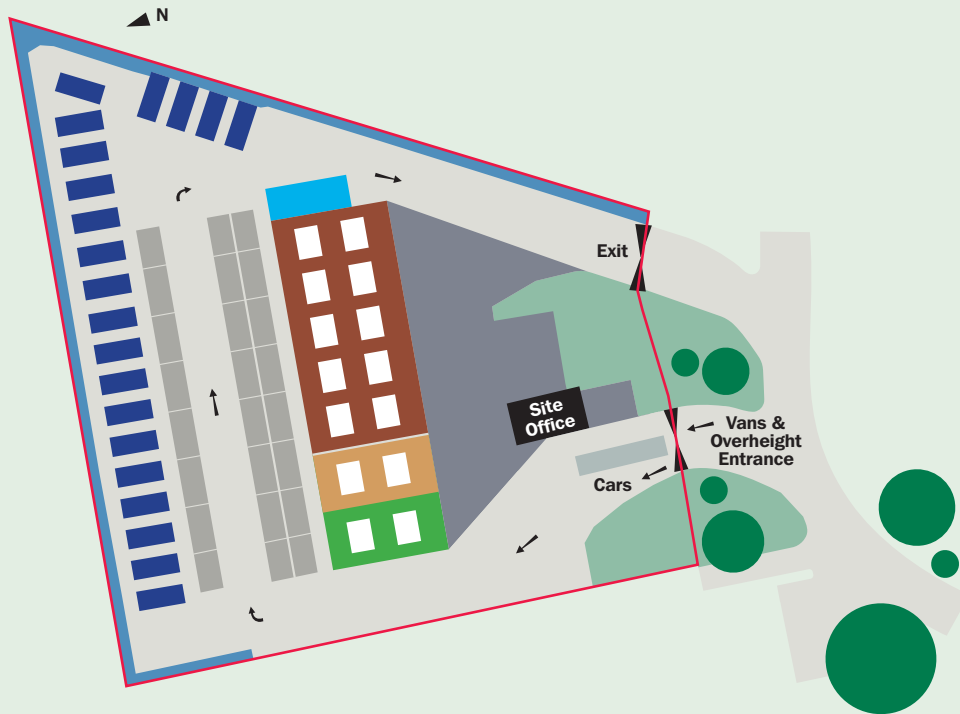 N
Exit
Site
Office
Vans &
Overheight
Entrance
Cars